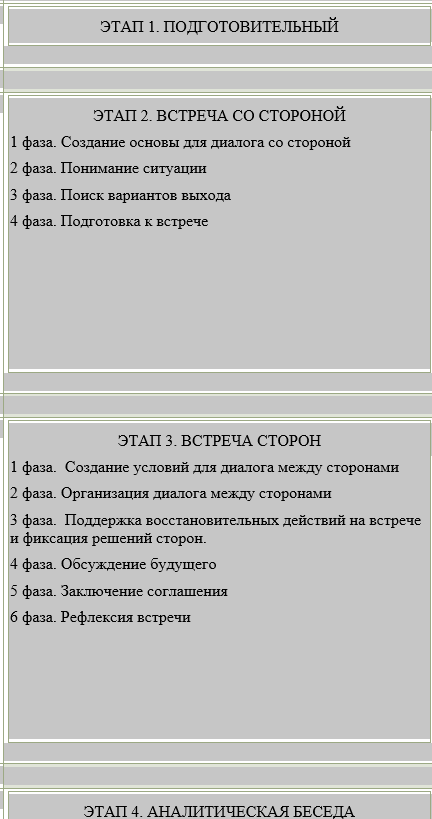 ЭТАП 1. ПОДГОТОВИТЕЛЬНЫЙ
ЭТАП 2. ВСТРЕЧА СО СТОРОНОЙ
1 фаза. Создание основы для диалога со стороной
2 фаза. Понимание ситуации
3 фаза. Поиск вариантов выхода
4 фаза. Подготовка к встрече
ЭТАП 3. ВСТРЕЧА СТОРОН
1 фаза.  Создание условий для диалога между сторонами
2 фаза. Организация диалога между сторонами
3 фаза.  Поддержка восстановительных действий на встрече
и фиксация решений сторон.
4 фаза. Обсуждение будущего
5 фаза. Заключение соглашения
6 фаза. Рефлексия встречи
ЭТАП 4. АНАЛИТИЧЕСКАЯ БЕСЕДА